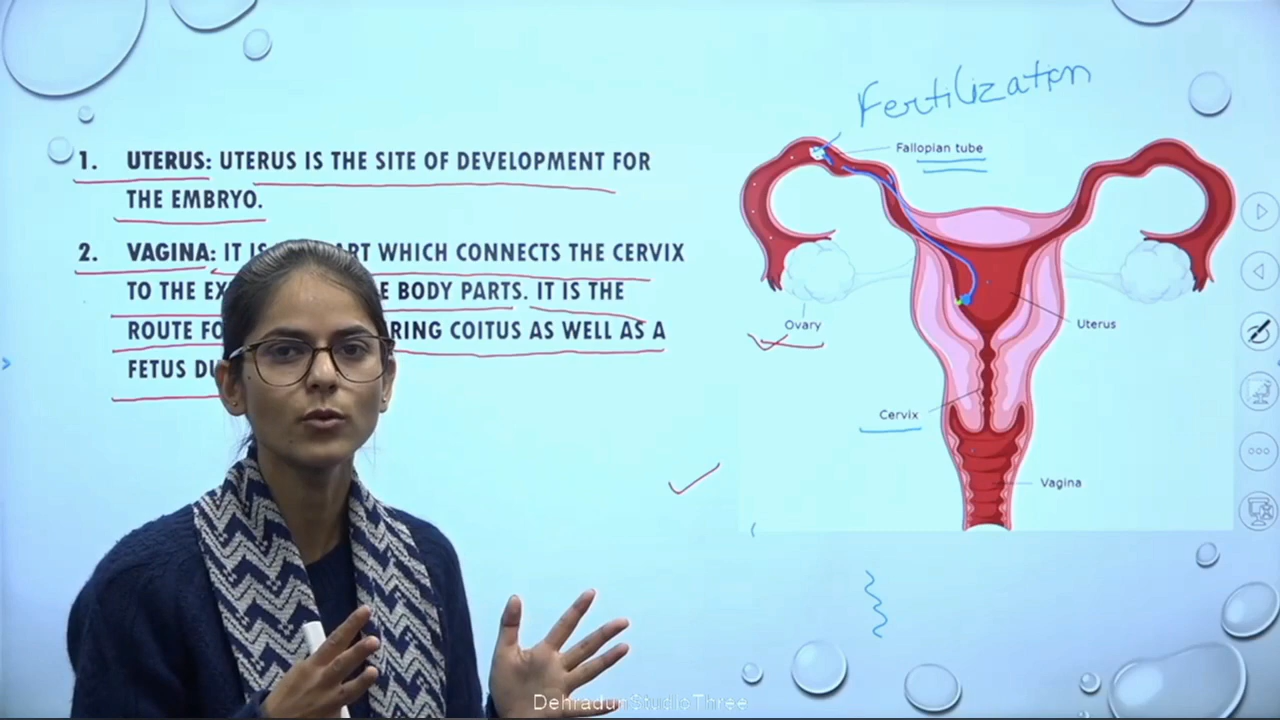 Fertilization
1. UTERUS: UTERUS IS THE SITE OF DEVELOPMENT FOR
THE EMBRYO.
2. VAGINA: IT IS ART WHICH CONNECTS THE CERVIX
TO THE EX E BODY PARTS. IT IS THE
ROUTE FO RING COITUS AS WELL AS A
FETUS DU
Fallopian tube
Ovary
Uterus
Cervix
Vagina
DehradunStudioThree